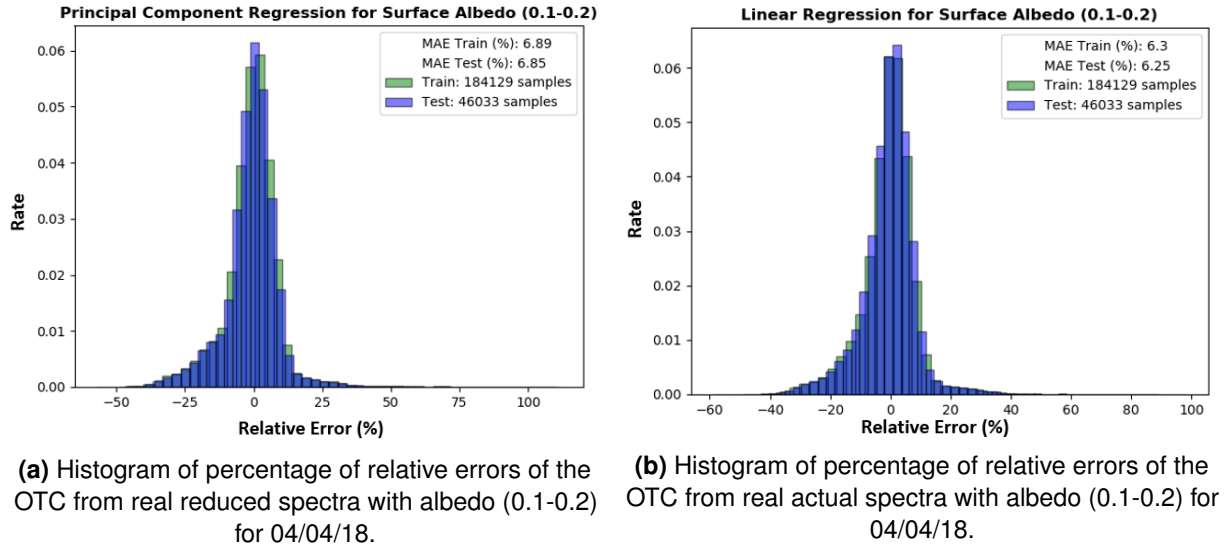 Principal Component Regression for Surface Albedo (0.1-0.2)
MAE Train (%): 6.89
MAE Test (%): 6.85
Train: 184129 samples
Test: 46033 samples
0.06
0.05
0.04
0.03
0.02
0.01
0.00
Rate
−50
−25
0
25
50
75
100
Relative Error (%)
(a) Histogram of percentage of relative errors of the
OTC from real reduced spectra with albedo (0.1-0.2)
for 04/04/18.
Linear Regression for Surface Albedo (0.1-0.2)
MAE Train (%): 6.3
MAE Test (%): 6.25
Train: 184129 samples
Test: 46033 samples
0.06
0.05
0.04
0.03
0.02
0.01
0.00
Rate
−60
−40
−20
0
20
40
60
80
100
Relative Error (%)
(b) Histogram of percentage of relative errors of the
OTC from real actual spectra with albedo (0.1-0.2) for
04/04/18.